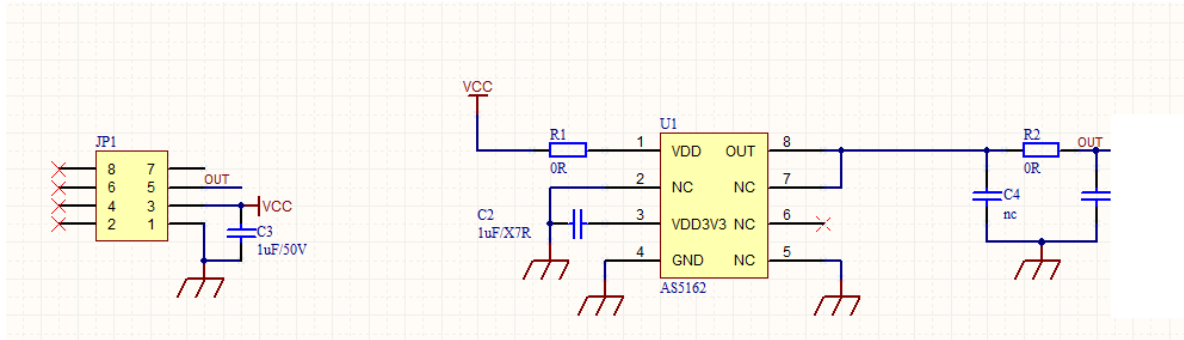 VCC
JP1
8 7
6 5 OUT
4 3 VCC
2 1
C3
1uF/50V
U1
R1
0R
1 VDD OUT 8
2 NC NC 7
C2
1uF/X7R
3 VDD3V3 NC 6
4 GND NC 5
AS5162
R2
0R
OUT
C4
nc